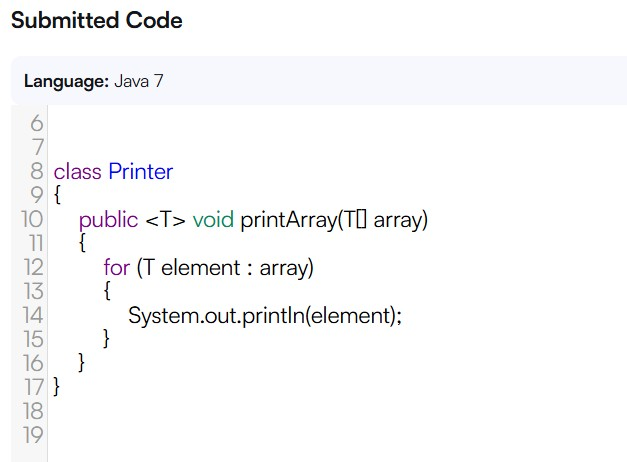 Submitted Code
Language: Java 7
6
7
8 class Printer
9 {
10     public <T> void printArray(T[] array)
11     {
12         for (T element : array)
13         {
14             System.out.println(element);
15         }
16     }
17 }
18
19